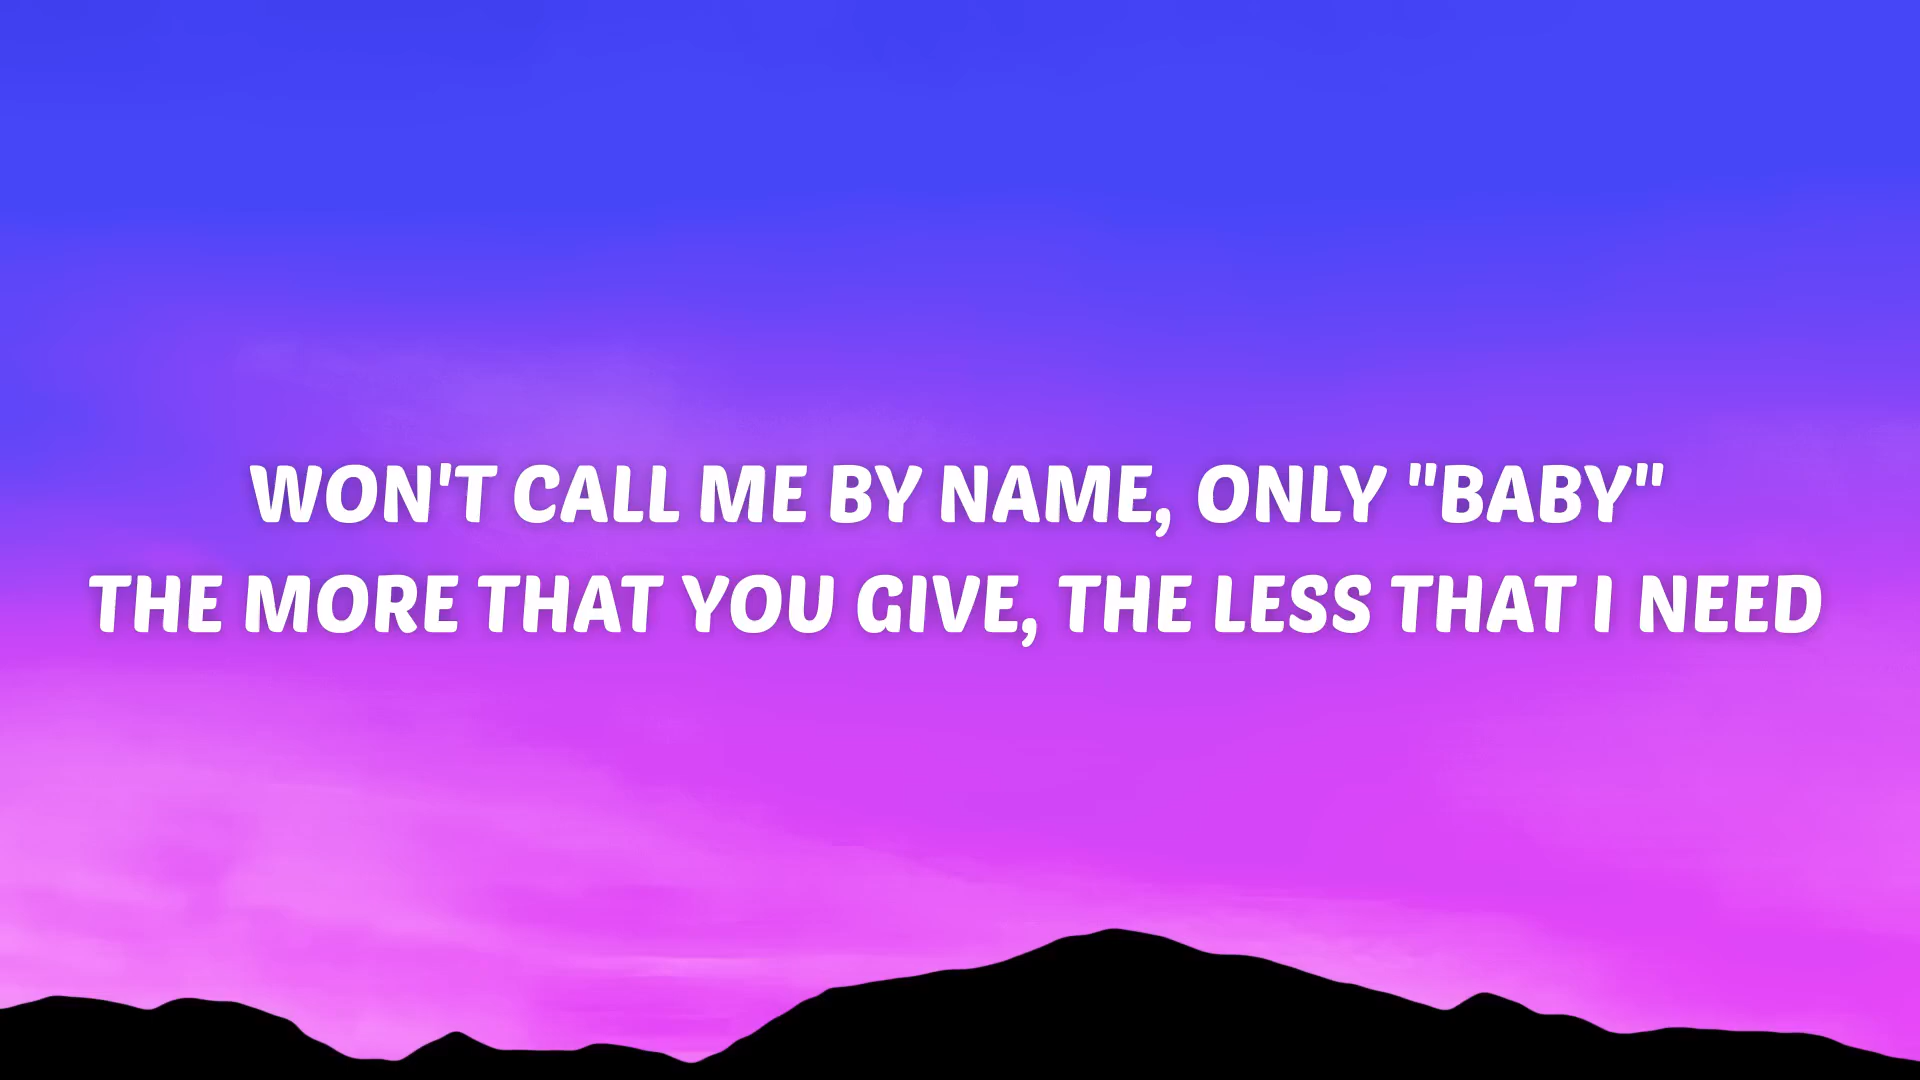 WON'T CALL ME BY NAME, ONLY "BABY"
THE MORE THAT YOU GIVE, THE LESS THAT I NEED